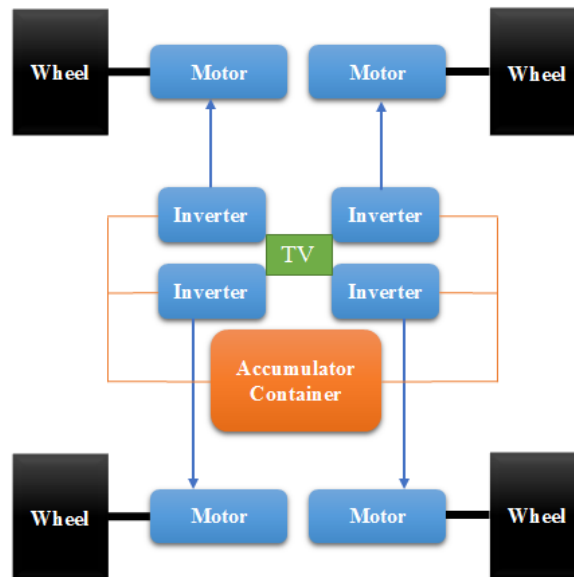 Wheel
Motor
Motor
Wheel
Inverter
Inverter
TV
Inverter
Inverter
Accumulator
Container
Wheel
Motor
Motor
Wheel